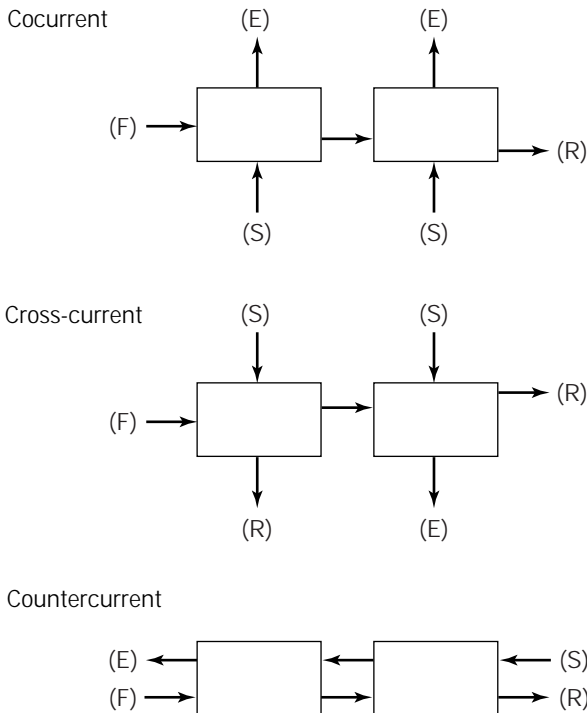 Cocurrent
(E) (E)
(F)
(R)
(S) (S)
Cross-current
(S) (S)
(R)
(F)
(R) (E)
Countercurrent
(E) (S)
(F) (R)